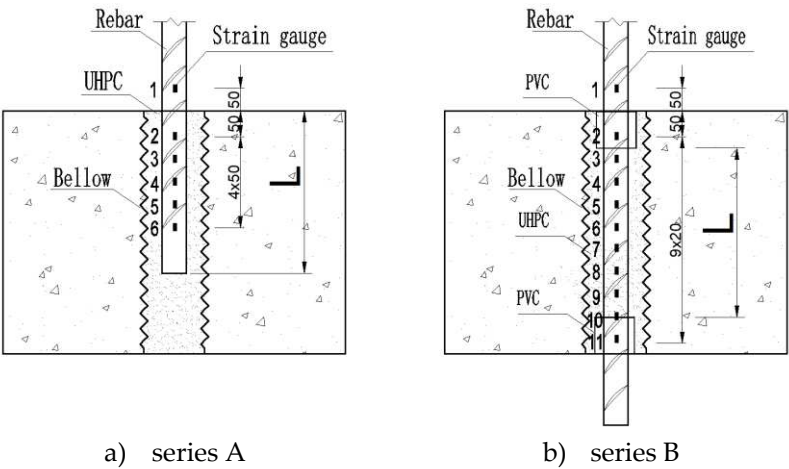 Rebar
Strain gauge
1
UHPC
50 50
2
3
4
5
6
Bellow
4x50
L
Rebar
Strain gauge
1
PVC
50 50
2
3
4
5
6
7
8
9
10
11
Bellow
UHPC
PVC
9x20
L
a) series A
b) series B